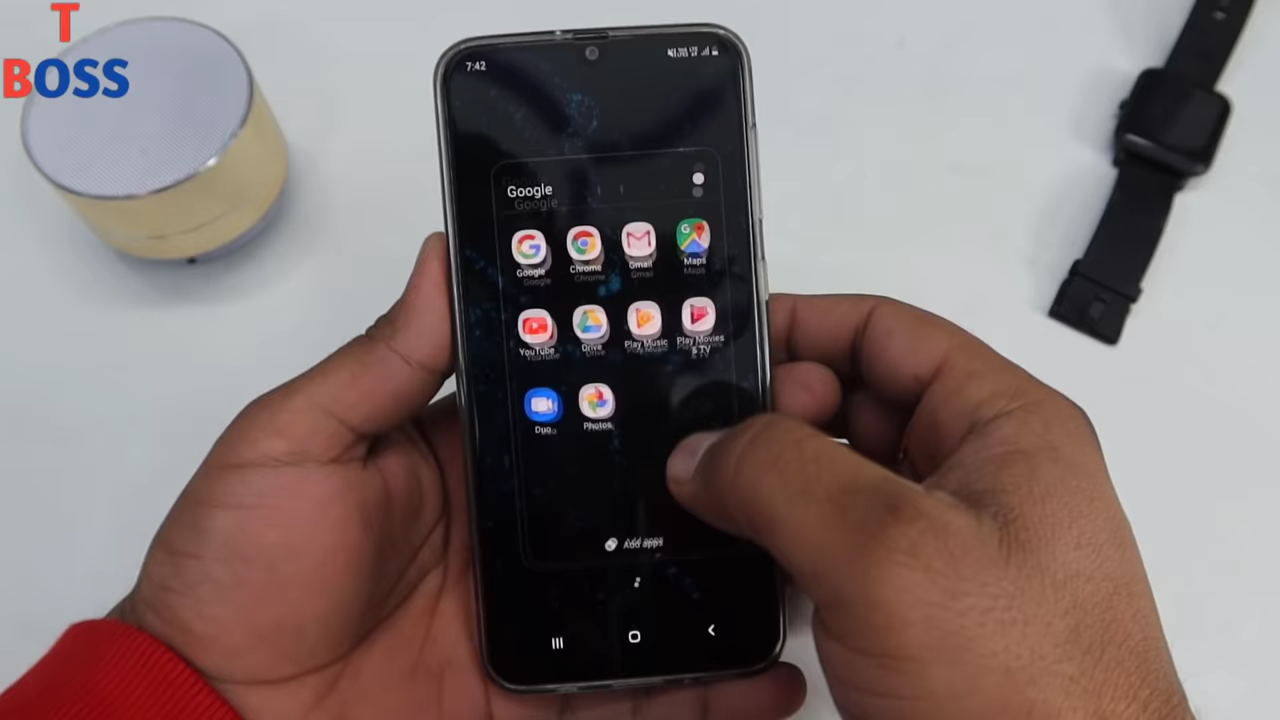 T
BOSS
7:42
Google
Google Chrome Gmail Maps
YouTube Drive Play Music Play Movies
& TV
Duo Photos
Add apps